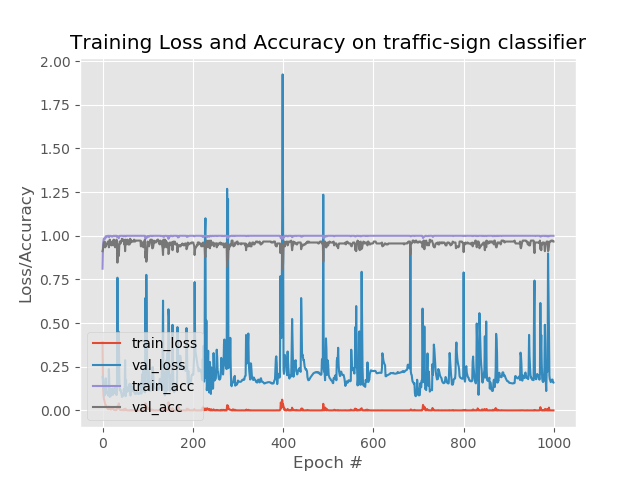 Training Loss and Accuracy on traffic-sign classifier
2.00
1.75
1.50
1.25
1.00
0.75
0.50
0.25
0.00
Loss/Accuracy
train_loss
val_loss
train_acc
val_acc
0 200 400 600 800 1000
Epoch #